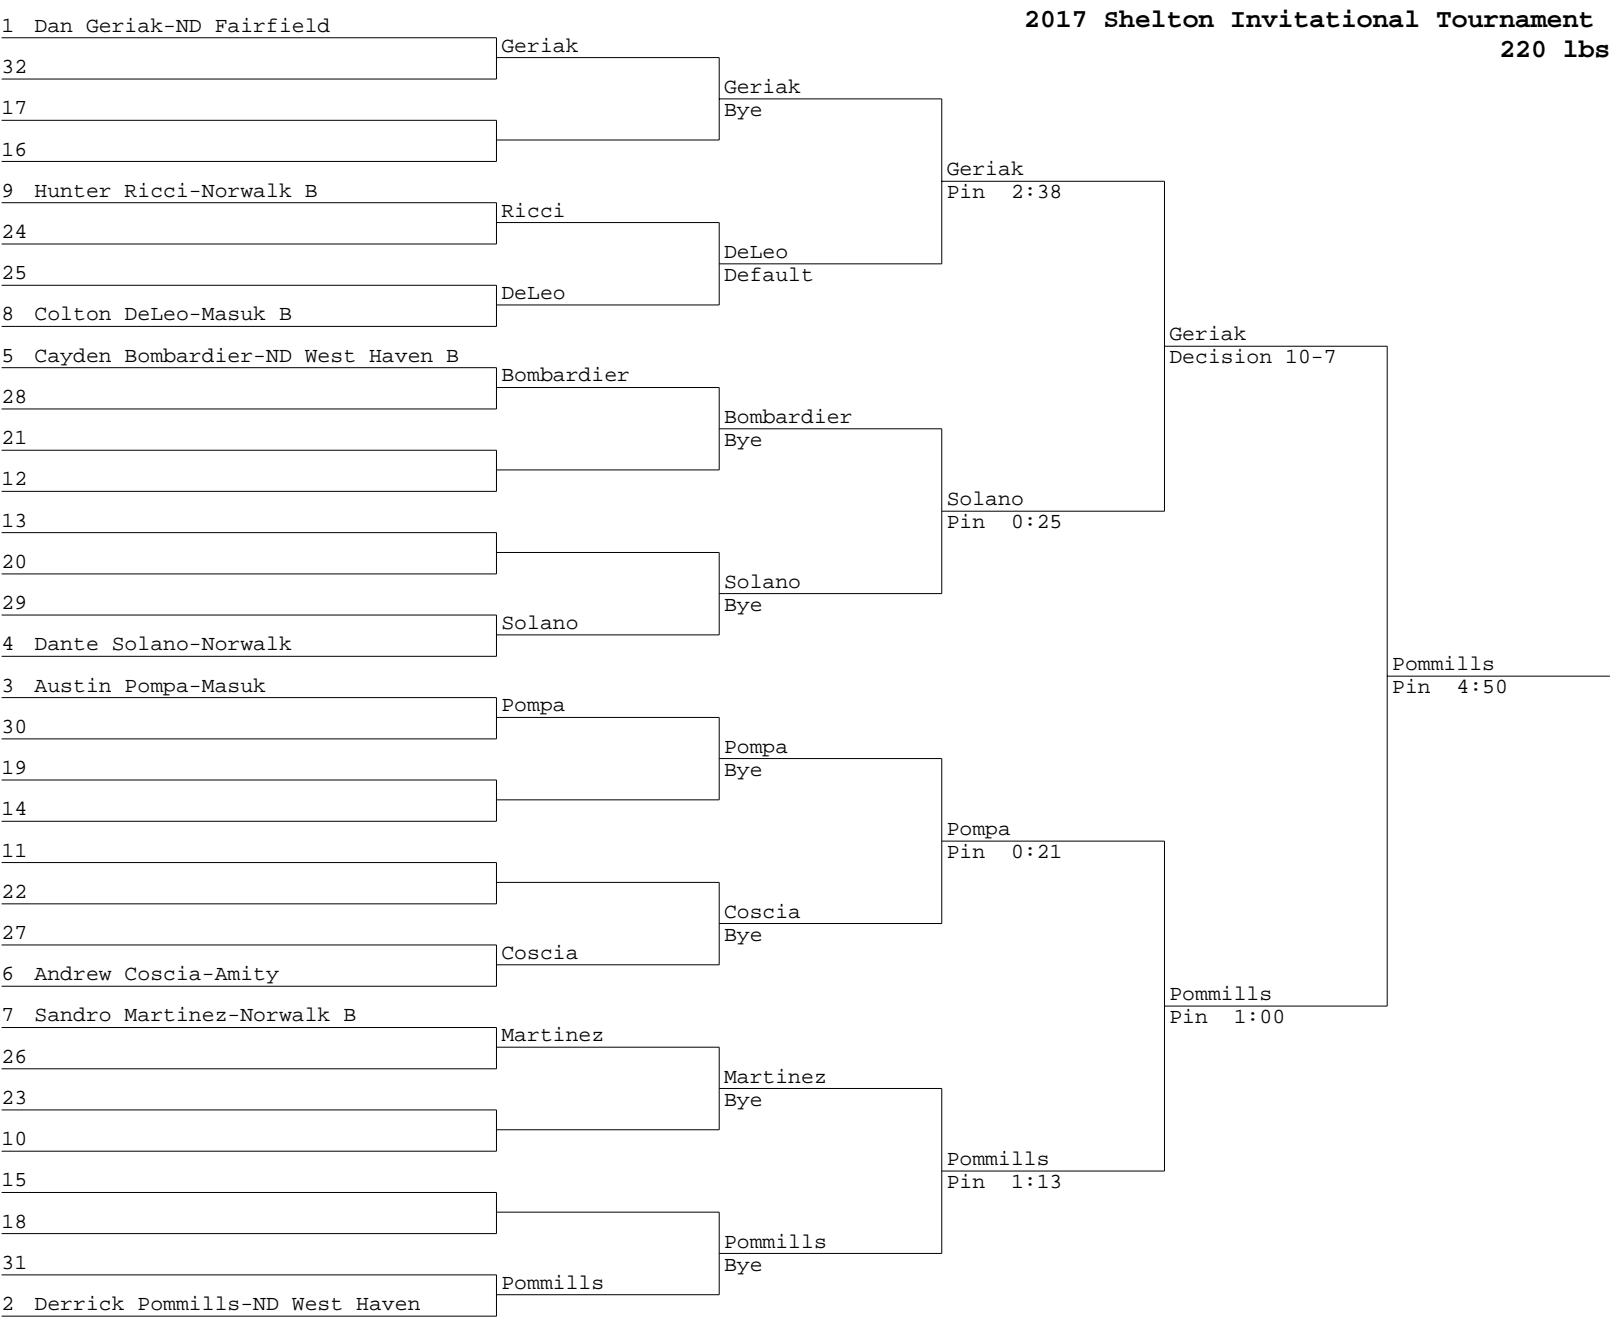 2017 Shelton Invitational Tournament
220 lbs
1 Dan Geriak-ND Fairfield
32
17
16
9 Hunter Ricci-Norwalk B
24
25
8 Colton DeLeo-Masuk B
5 Cayden Bombardier-ND West Haven B
28
21
12
13
20
29
4 Dante Solano-Norwalk
3 Austin Pompa-Masuk
30
19
14
11
22
27
6 Andrew Coscia-Amity
7 Sandro Martinez-Norwalk B
26
23
10
15
18
31
2 Derrick Pommills-ND West Haven
Geriak
Ricci
DeLeo
Bombardier
Solano
Pompa
Coscia
Martinez
Pommills
Geriak
Bye
DeLeo
Default
Bombardier
Bye
Solano
Bye
Pompa
Bye
Coscia
Bye
Martinez
Bye
Pommills
Bye
Geriak
Pin 2:38
Solano
Pin 0:25
Pompa
Pin 0:21
Pommills
Pin 1:13
Geriak
Decision 10-7
Pommills
Pin 1:00
Pommills
Pin 4:50